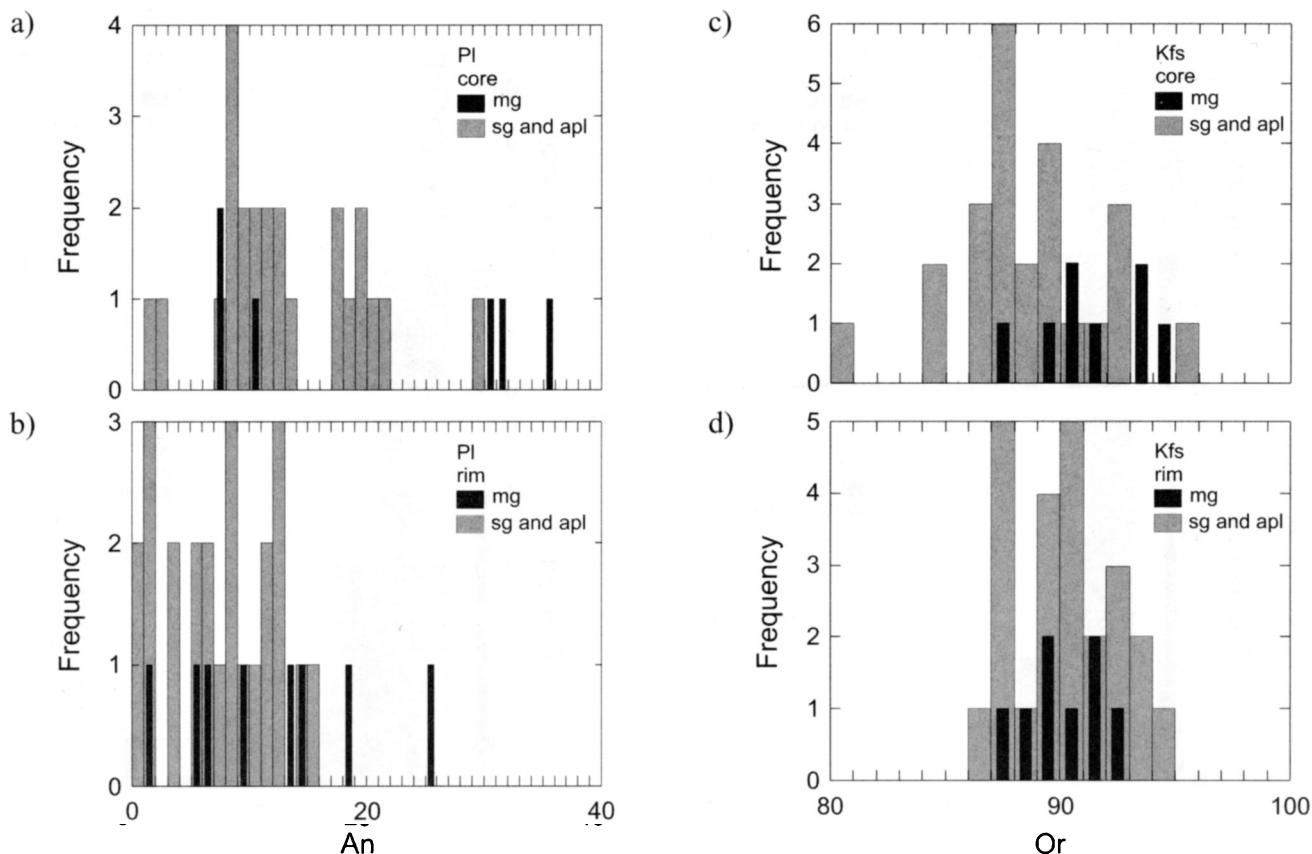 a)
4
3
2
1
0
Frequency
Pl
core
mg
sg and apl
b)
3
2
1
0
Frequency
Pl
rim
mg
sg and apl
0
20
40
An
c)
6
5
4
3
2
1
0
Frequency
Kfs
core
mg
sg and apl
d)
5
4
3
2
1
0
Frequency
Kfs
rim
mg
sg and apl
80
90
100
Or